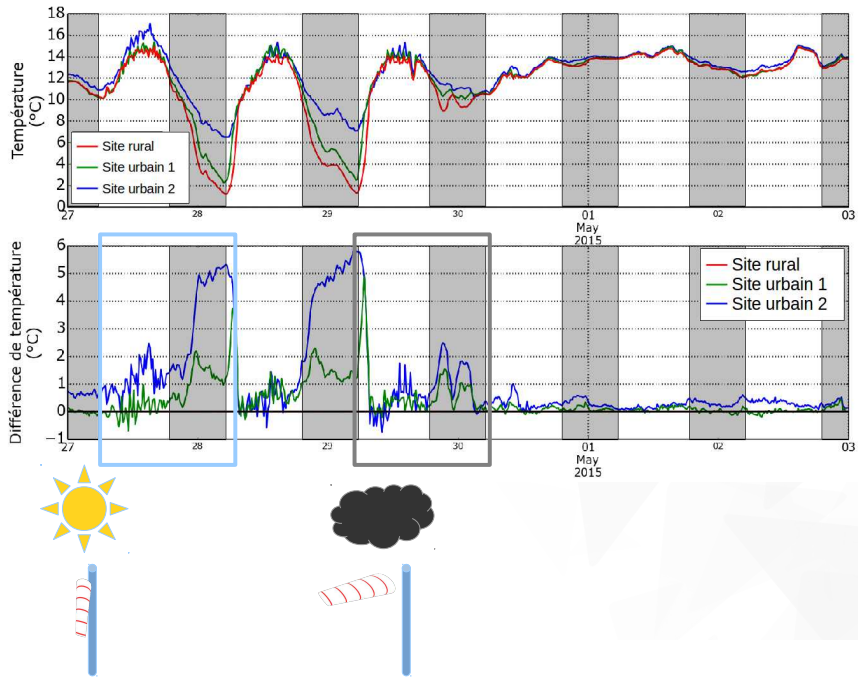 Température
(°C)
18
16
14
12
10
8
6
4
2
0
Site rural
Site urbain 1
Site urbain 2
27
28
29
30
01
02
03
May
2015
Différence de température
(°C)
6
5
4
3
2
1
0
−1
Site rural
Site urbain 1
Site urbain 2
27
28
29
30
01
02
03
May
2015